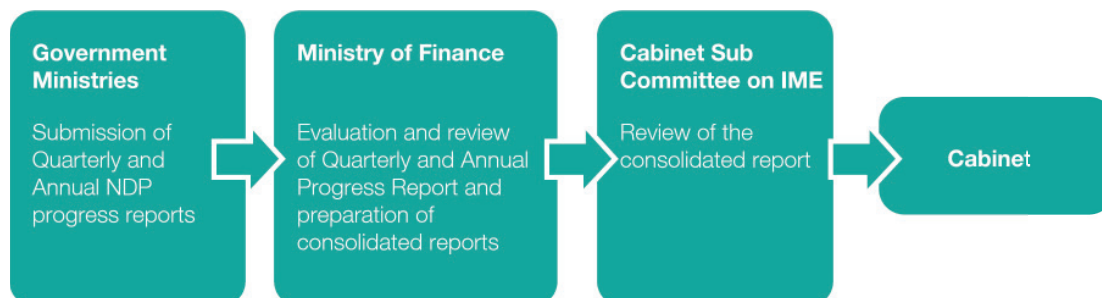 Government
Ministries
Submission of
Quarterly and
Annual NDP
progress reports
Ministry of Finance
Evaluation and review
of Quarterly and Annual
Progress Report and
preparation of
consolidated reports
Cabinet Sub
Committee on IME
Review of the
consolidated report
Cabinet